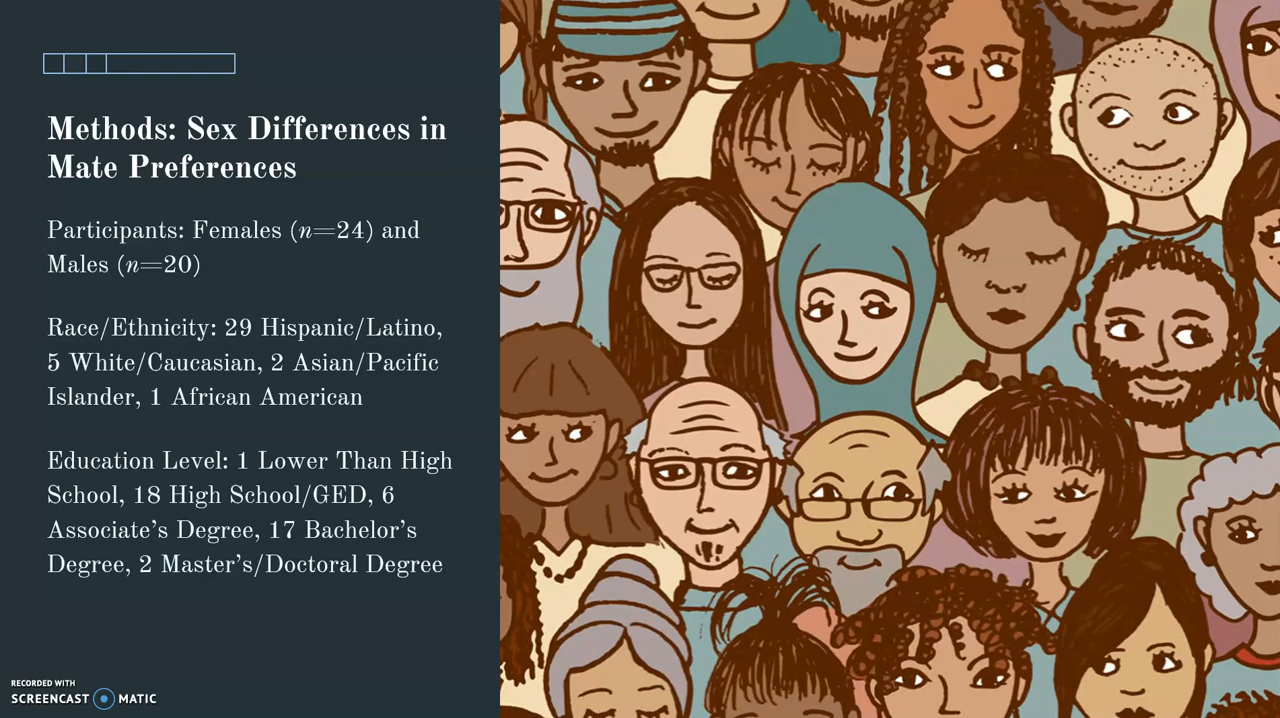 Methods: Sex Differences in
Mate Preferences
Participants: Females (n=24) and
Males (n=20)
Race/Ethnicity: 29 Hispanic/Latino,
5 White/Caucasian, 2 Asian/Pacific
Islander, 1 African American
Education Level: 1 Lower Than High
School, 18 High School/GED, 6
Associate’s Degree, 17 Bachelor’s
Degree, 2 Master’s/Doctoral Degree
RECORDED WITH
SCREENCAST MATIC